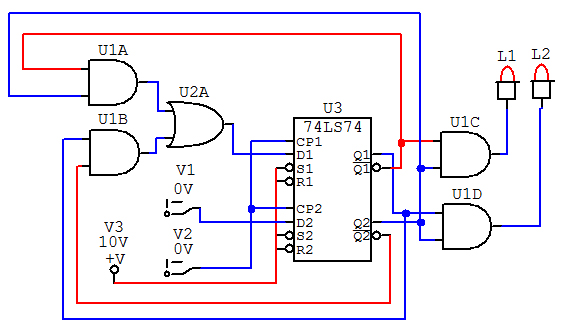 U1A
U2A
U1B
V1
0V
V2
0V
V3
10V
+V
U3
74LS74
CP1
D1
S1
R1
CP2
D2
S2
R2
Q1
Q1
Q2
Q2
U1C
U1D
L1
L2